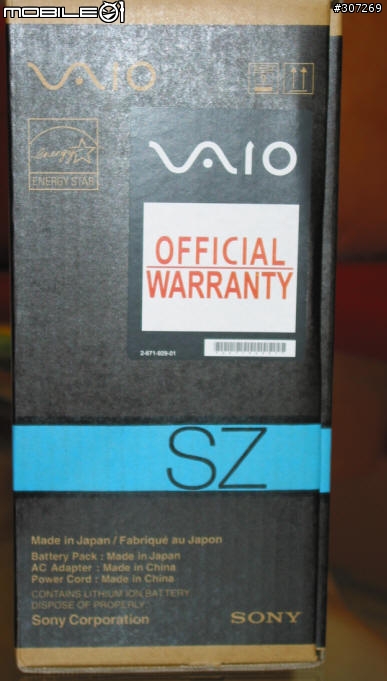 MOBILE01
#307269
VAIO
energy
ENERGY STAR
VAIO
OFFICIAL
WARRANTY
2-671-929-01
SZ
Made in Japan / Fabriqué au Japon
Battery Pack : Made in Japan
AC Adapter : Made in China
Power Cord : Made in China
CONTAINS LITHIUM ION BATTERY
DISPOSE OF PROPERLY
Sony Corporation
SONY